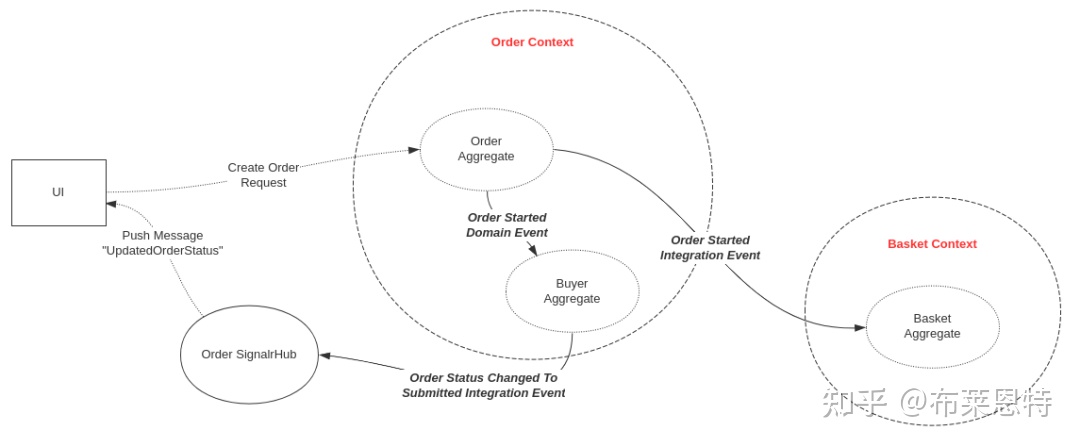 Order Context
Order
Aggregate
UI
Create Order
Request
Order Started
Domain Event
Order Started
Integration Event
Basket Context
Push Message
"UpdatedOrderStatus"
Buyer
Aggregate
Basket
Aggregate
Order SignalrHub
Order Status Changed To
Submitted Integration Event
知乎 @布莱恩特